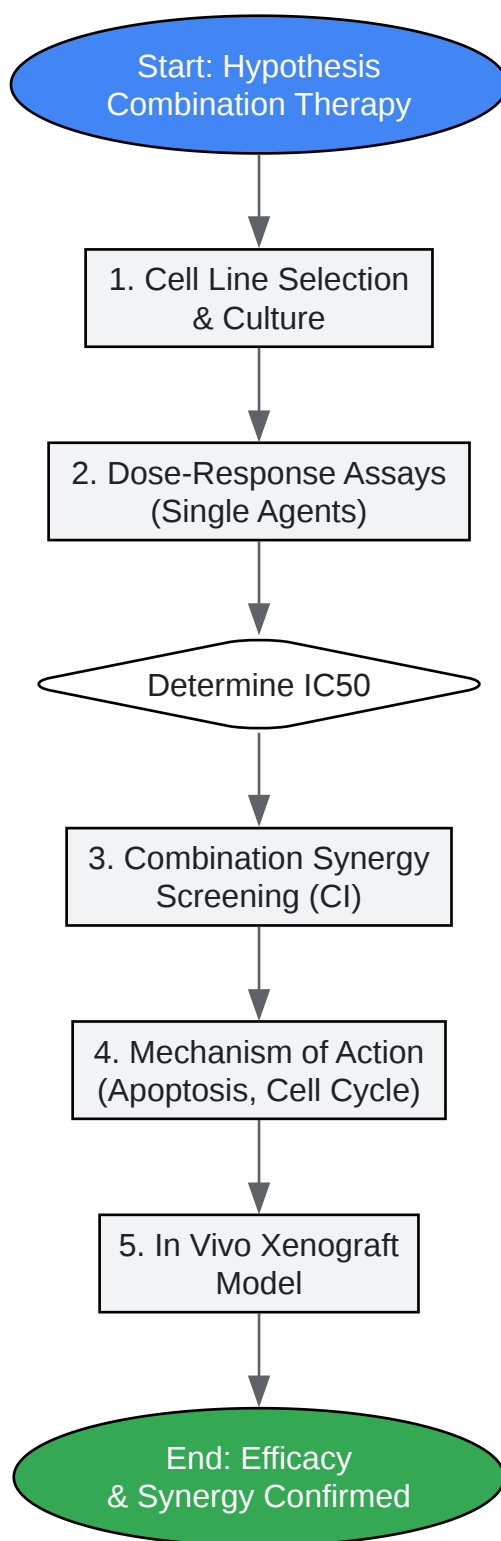 Start: Hypothesis
Combination Therapy
1. Cell Line Selection
& Culture
2. Dose-Response Assays
(Single Agents)
Determine IC50
3. Combination Synergy
Screening (CI)
4. Mechanism of Action
(Apoptosis, Cell Cycle)
5. In Vivo Xenograft
Model
End: Efficacy
& Synergy Confirmed